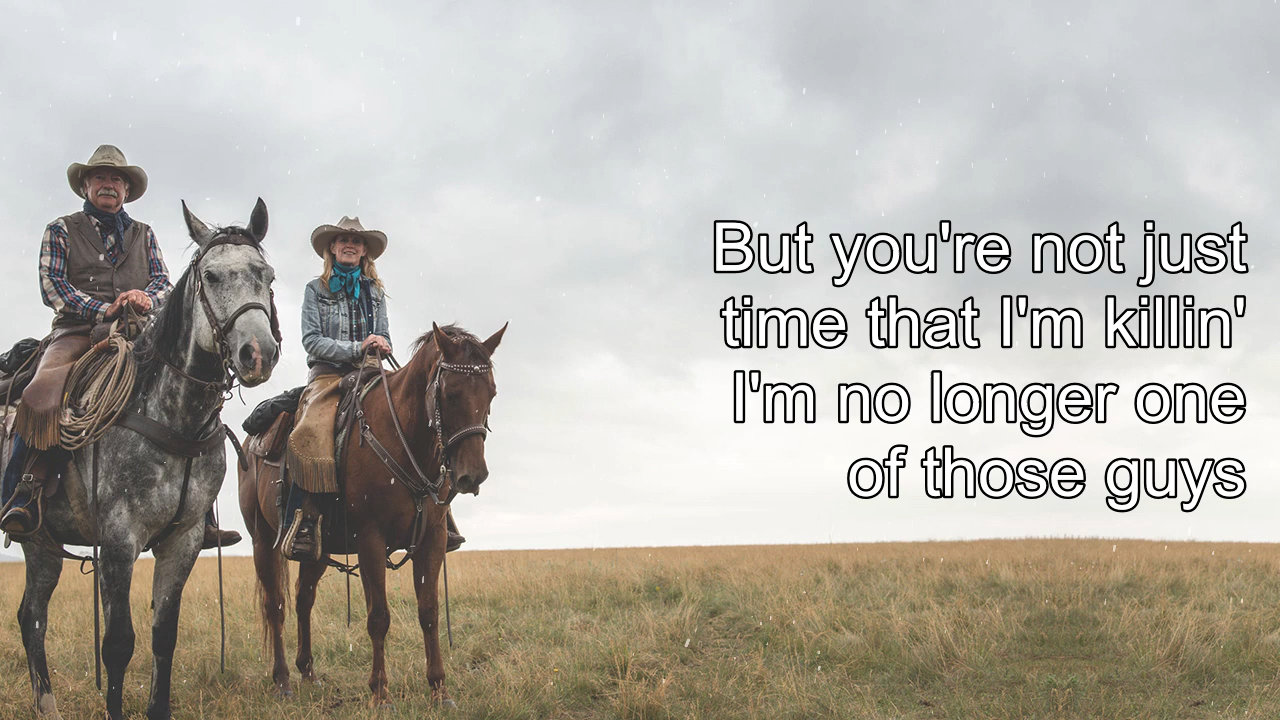 But you're not just
time that I'm killin'
I'm no longer one
of those guys